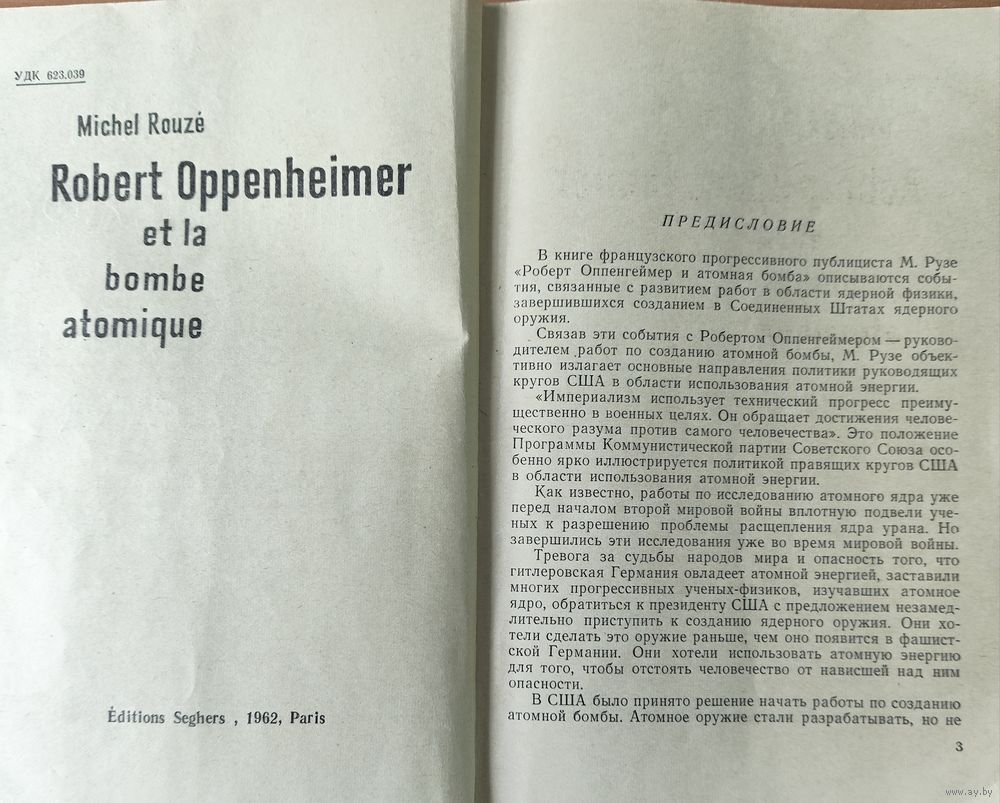 УДК 623.039
Michel Rouzé
Robert Oppenheimer
et la
bombe
atomique
Éditions Seghers , 1962, Paris
ПРЕДИСЛОВИЕ
В книге французского прогрессивного публициста М. Рузе
«Роберт Оппенгеймер и атомная бомба» описываются собы-
тия, связанные с развитием работ в области ядерной физики,
завершившихся созданием в Соединенных Штатах ядерного
оружия.
Связав эти события с Робертом Оппенгеймером — руково-
дителем работ по созданию атомной бомбы, М. Рузе объек-
тивно излагает основные направления политики руководящих
кругов США в области использования атомной энергии.
«Империализм использует технический прогресс преиму-
щественно в военных целях. Он обращает достижения челове-
ческого разума против самого человечества». Это положение
Программы Коммунистической партии Советского Союза осо-
бенно ярко иллюстрируется политикой правящих кругов США
в области использования атомной энергии.
Как известно, работы по исследованию атомного ядра уже
перед началом второй мировой войны вплотную подвели уче-
ных к разрешению проблемы расщепления ядра урана. Но
завершились эти исследования уже во время мировой войны.
Тревога за судьбы народов мира и опасность того, что
гитлеровская Германия овладеет атомной энергией, заставили
многих прогрессивных ученых-физиков, изучавших атомное
ядро, обратиться к президенту США с предложением незамед-
лительно приступить к созданию ядерного оружия. Они хо-
тели сделать это оружие раньше, чем оно появится в фашист-
ской Германии. Они хотели использовать атомную энергию
для того, чтобы отстоять человечество от нависшей над ним
опасности.
В США было принято решение начать работы по созданию
атомной бомбы. Атомное оружие стали разрабатывать, но не
3
www.ay.by